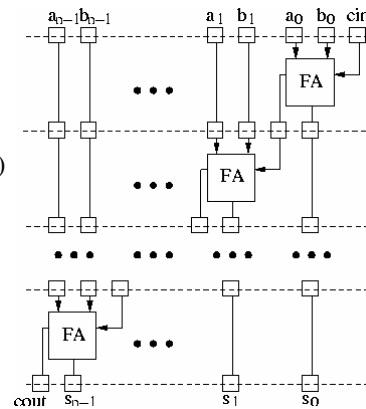 aₙ₋₁ bₙ₋₁ a₁ b₁ a₀ b₀ cin
FA
)
FA
FA
cout sₙ₋₁ s₁ s₀